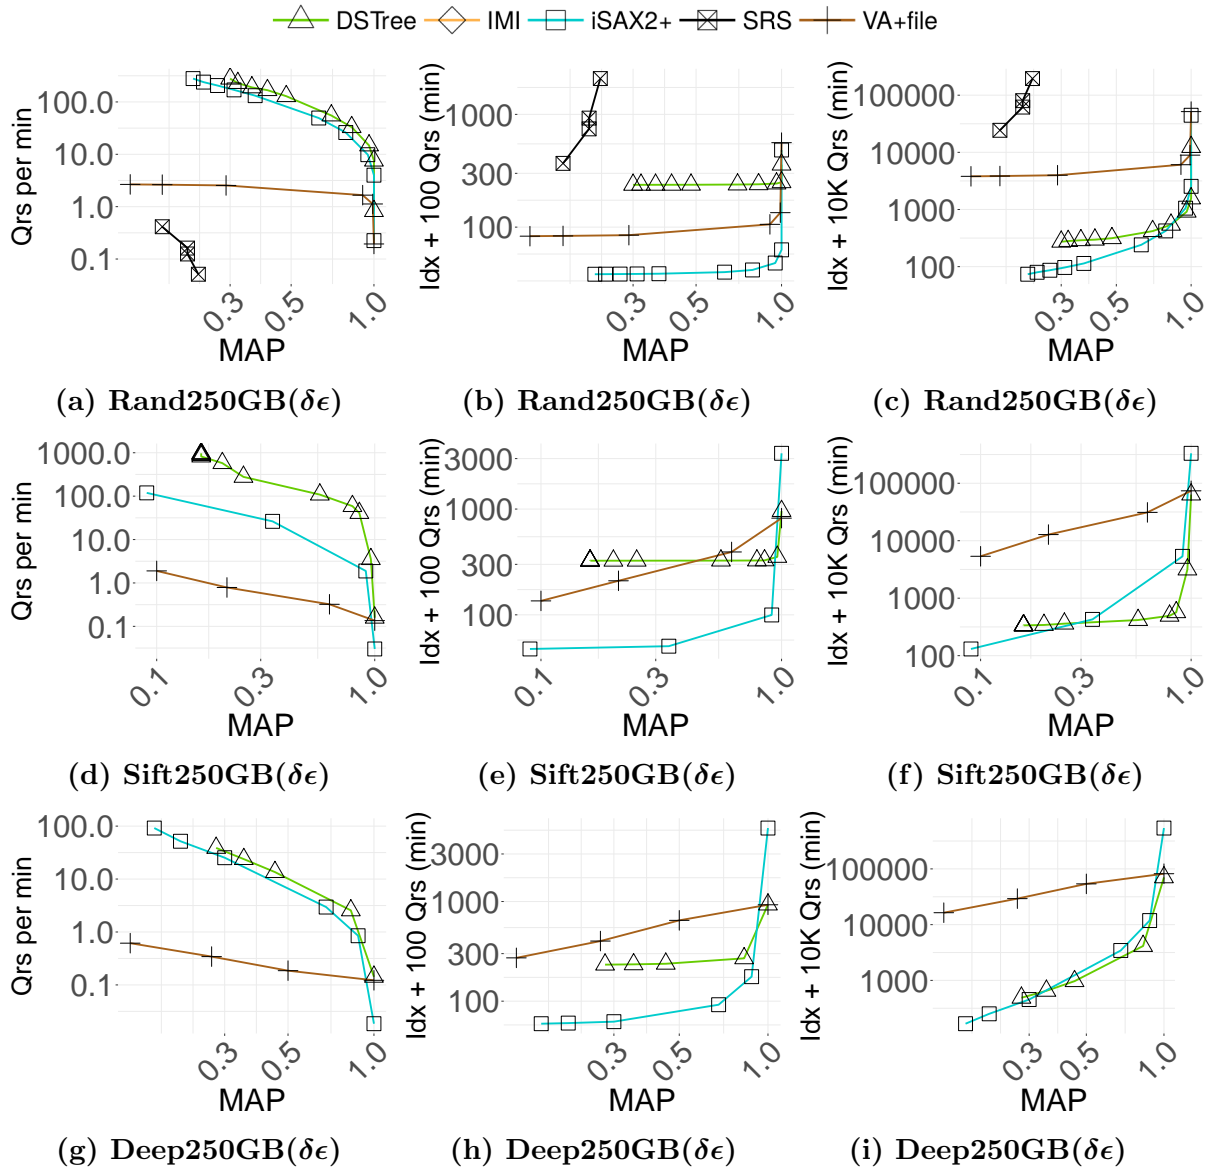 DSTree IMI iSAX2+ SRS VA+file
Qrs per min
100.0
10.0
1.0
0.1
0.3 0.5 1.0
MAP
(a) Rand250GB(δϵ)
Idx + 100 Qrs (min)
1000
300
100
0.3 1.0
MAP
(b) Rand250GB(δϵ)
Idx + 10K Qrs (min)
100000
10000
1000
100
0.3 0.5 1.0
MAP
(c) Rand250GB(δϵ)
Qrs per min
1000.0
100.0
10.0
1.0
0.1
0.1 0.3 1.0
MAP
(d) Sift250GB(δϵ)
Idx + 100 Qrs (min)
3000
1000
300
100
0.1 0.3 1.0
MAP
(e) Sift250GB(δϵ)
Idx + 10K Qrs (min)
100000
10000
1000
100
0.1 0.3 1.0
MAP
(f) Sift250GB(δϵ)
Qrs per min
100.0
10.0
1.0
0.1
0.3 0.5 1.0
MAP
(g) Deep250GB(δϵ)
Idx + 100 Qrs (min)
3000
1000
300
100
0.3 0.5 1.0
MAP
(h) Deep250GB(δϵ)
Idx + 10K Qrs (min)
100000
10000
1000
0.3 0.5 1.0
MAP
(i) Deep250GB(δϵ)